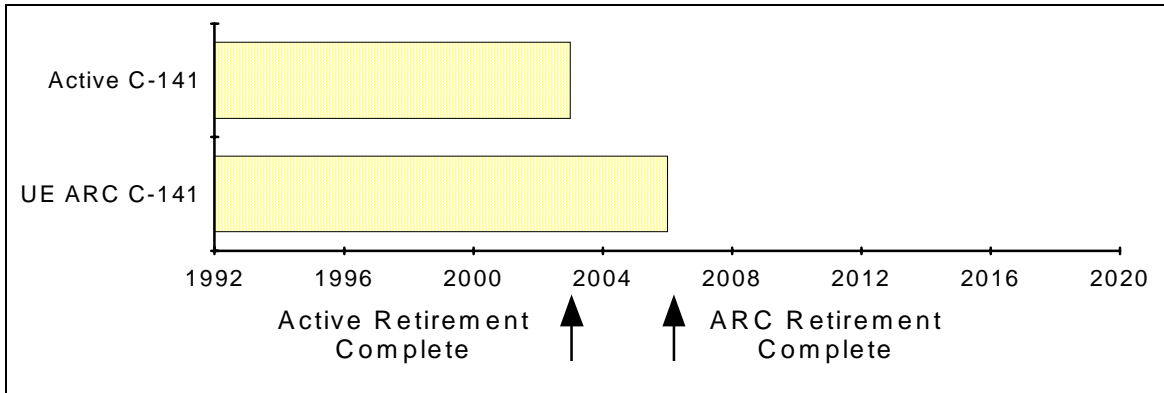 Active C-141
UE ARC C-141
1992 1996 2000 2004 2008 2012 2016 2020
Active Retirement
Complete
ARC Retirement
Complete